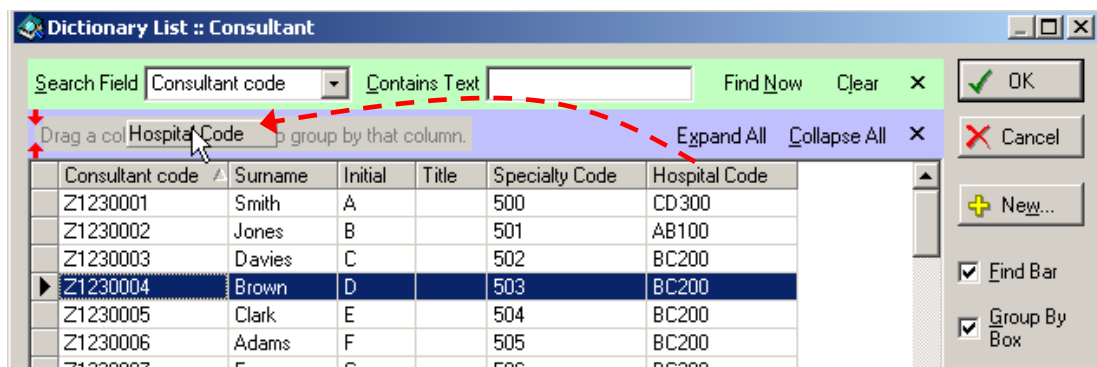 Dictionary List :: Consultant
Search Field Consultant code Contains Text Find Now Clear
OK
Drag a col Hospital Code o group by that column. Expand All Collapse All
Cancel
Consultant code Surname Initial Title Specialty Code Hospital Code
Z1230001 Smith A 500 CD300
New...
Z1230002 Jones B 501 AB100
Z1230003 Davies C 502 BC200
Find Bar
Z1230004 Brown D 503 BC200
Z1230005 Clark E 504 BC200
Group By
Box
Z1230006 Adams F 505 BC200